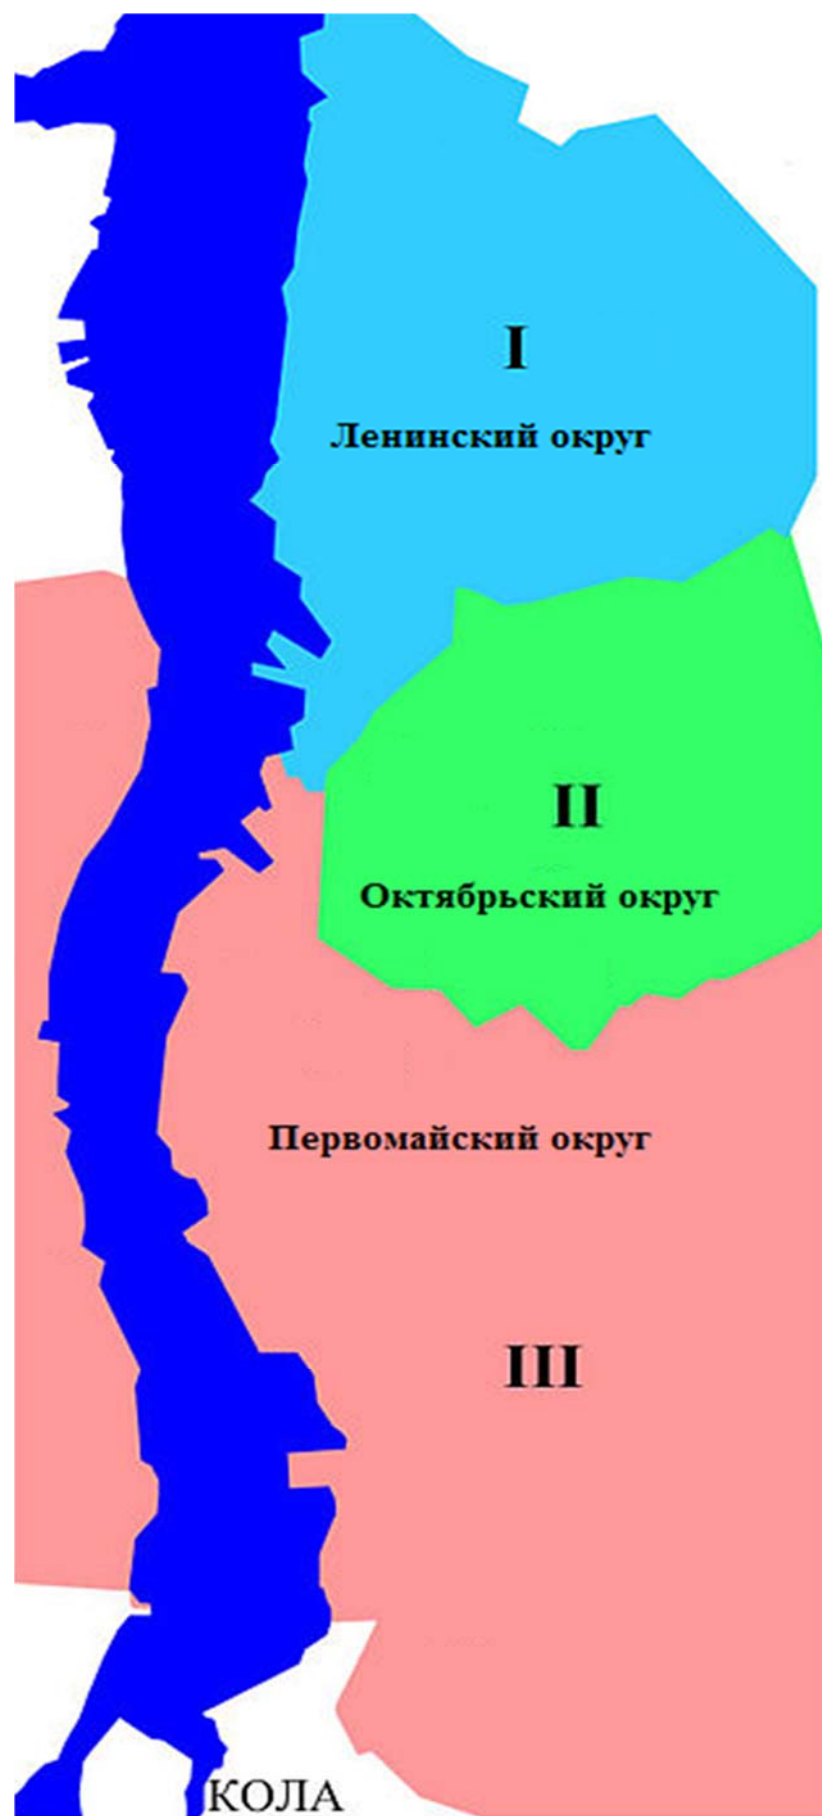 I
Ленинский округ
II
Октябрьский округ
Первомайский округ
III
КОЛА